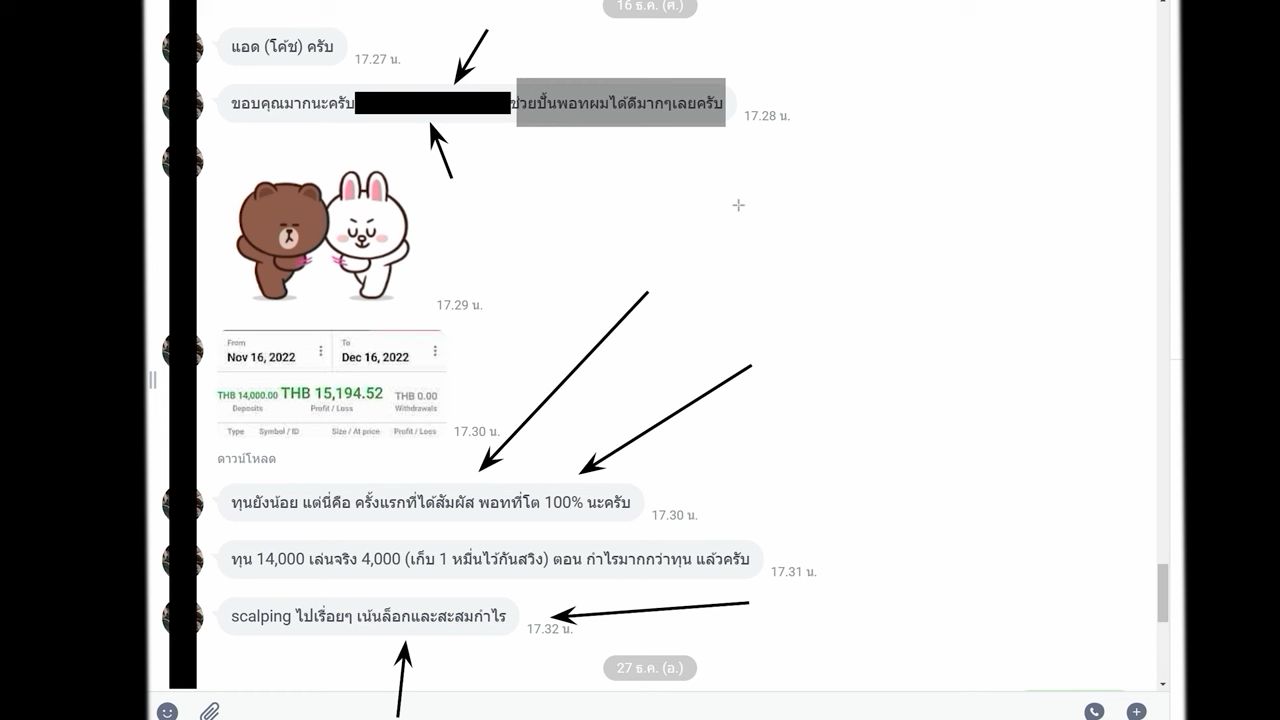 16 ธ.ค. (ศ.)
แอด (โค้ช) ครับ
17.27 น.
ขอบคุณมากนะครับ ช่วยปั้นพอทผมได้ดีมากๆเลยครับ
17.28 น.
17.29 น.
From To
Nov 16, 2022 Dec 16, 2022
THB 14,000.00 THB 15,194.52 THB 0.00
Deposits Profit / Loss Withdrawals
Type Symbol / ID Size / At price Profit / Loss
17.30 น.
ดาวน์โหลด
ทุนยังน้อย แต่นี่คือ ครั้งแรกที่ได้สัมผัส พอทที่โต 100% นะครับ
17.30 น.
ทุน 14,000 เล่นจริง 4,000 (เก็บ 1 หมื่นไว้กันสวิง) ตอน กำไรมากกว่าทุน แล้วครับ
17.31 น.
scalping ไปเรื่อยๆ เน้นล็อกและสะสมกำไร
17.32 น.
27 ธ.ค. (อ.)